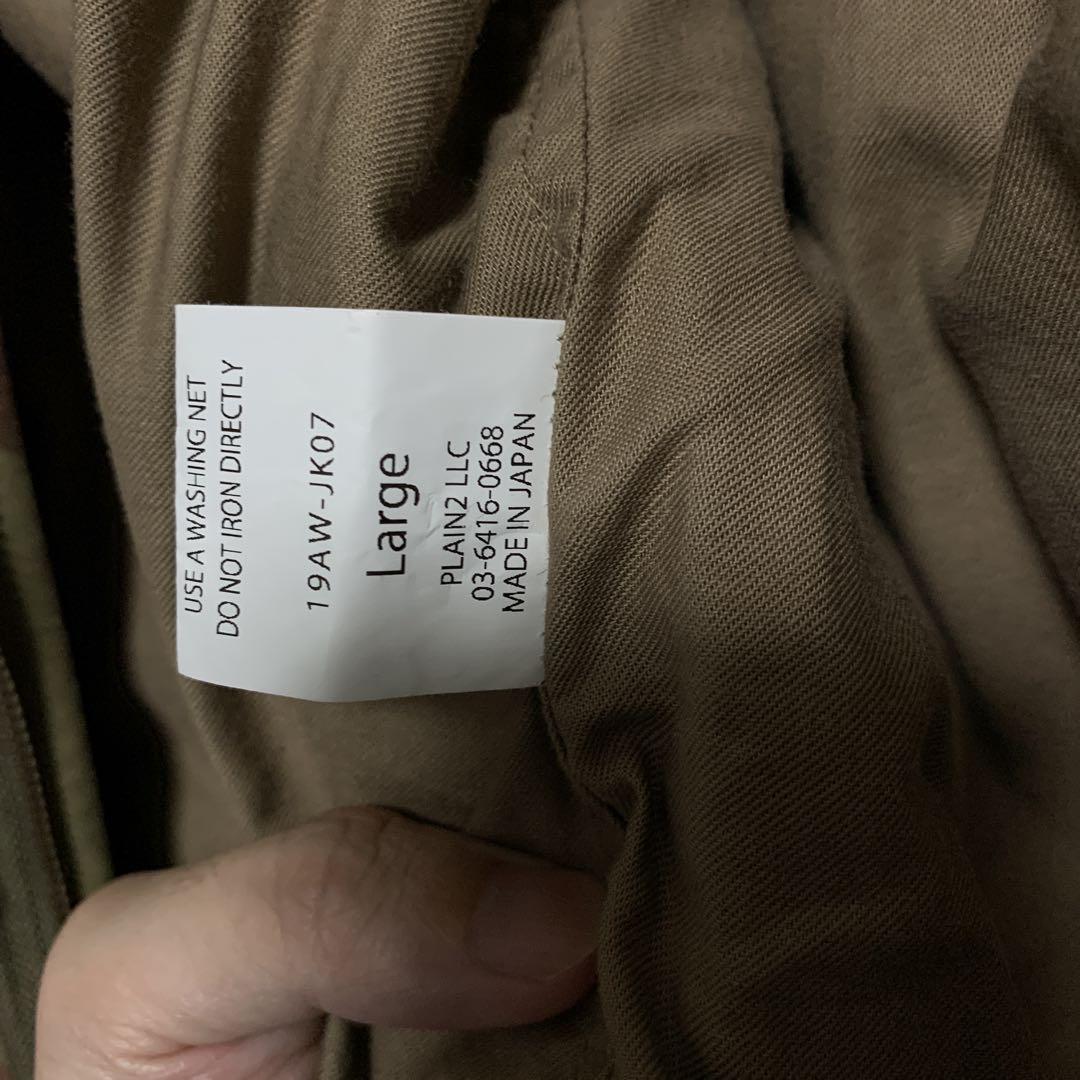 USE A WASHING NET
DO NOT IRON DIRECTLY
19AW-JK07
Large
PLAIN2 LLC
03-6416-0668
MADE IN JAPAN